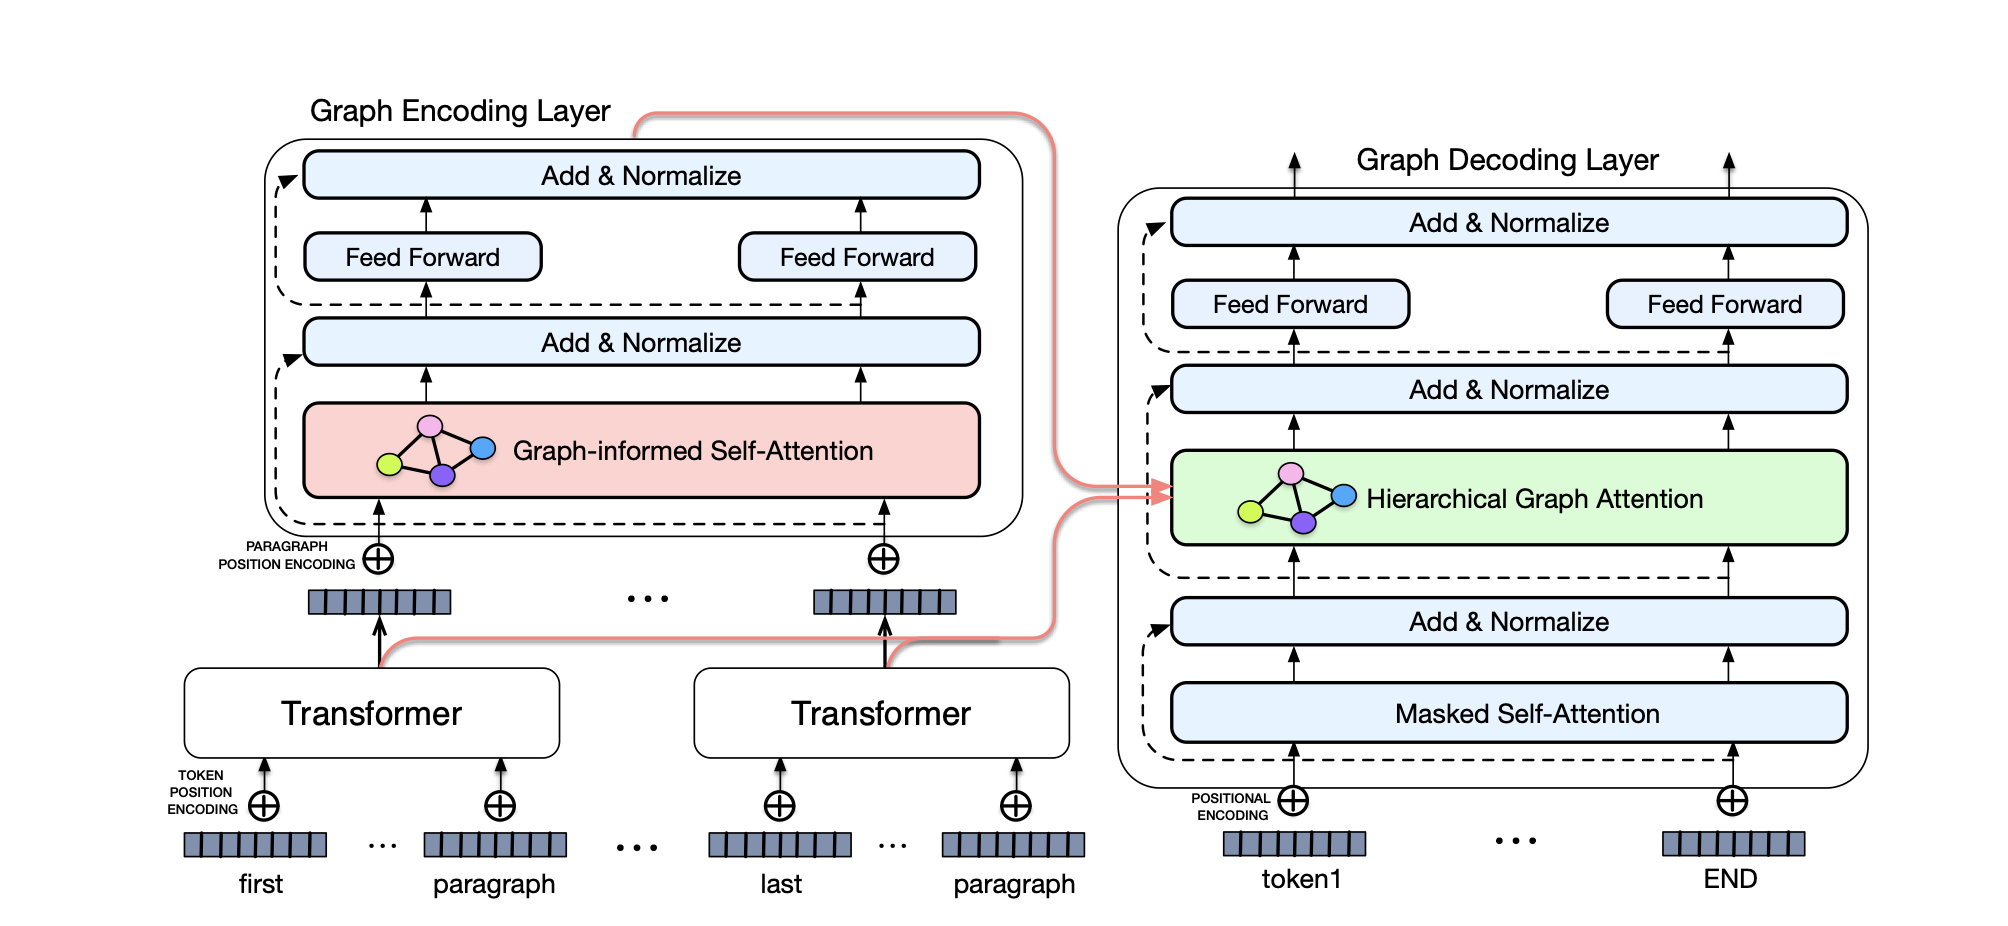 Graph Encoding Layer
Add & Normalize
Feed Forward
Feed Forward
Add & Normalize
Graph-informed Self-Attention
PARAGRAPH
POSITION ENCODING
...
Transformer
Transformer
TOKEN
POSITION
ENCODING
... ... ...
first
paragraph
last
paragraph
Graph Decoding Layer
Add & Normalize
Feed Forward
Feed Forward
Add & Normalize
Hierarchical Graph Attention
Add & Normalize
Masked Self-Attention
POSITIONAL
ENCODING
...
token1
END